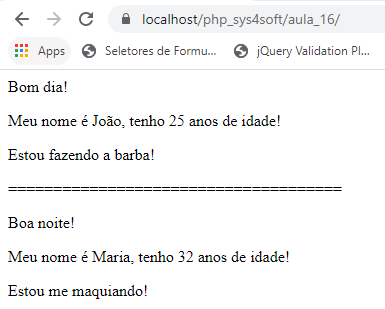 localhost/php_sys4soft/aula_16/
Apps Seletores de Formu... jQuery Validation Pl...
Bom dia!
Meu nome é João, tenho 25 anos de idade!
Estou fazendo a barba!
=====================================
Boa noite!
Meu nome é Maria, tenho 32 anos de idade!
Estou me maquiando!